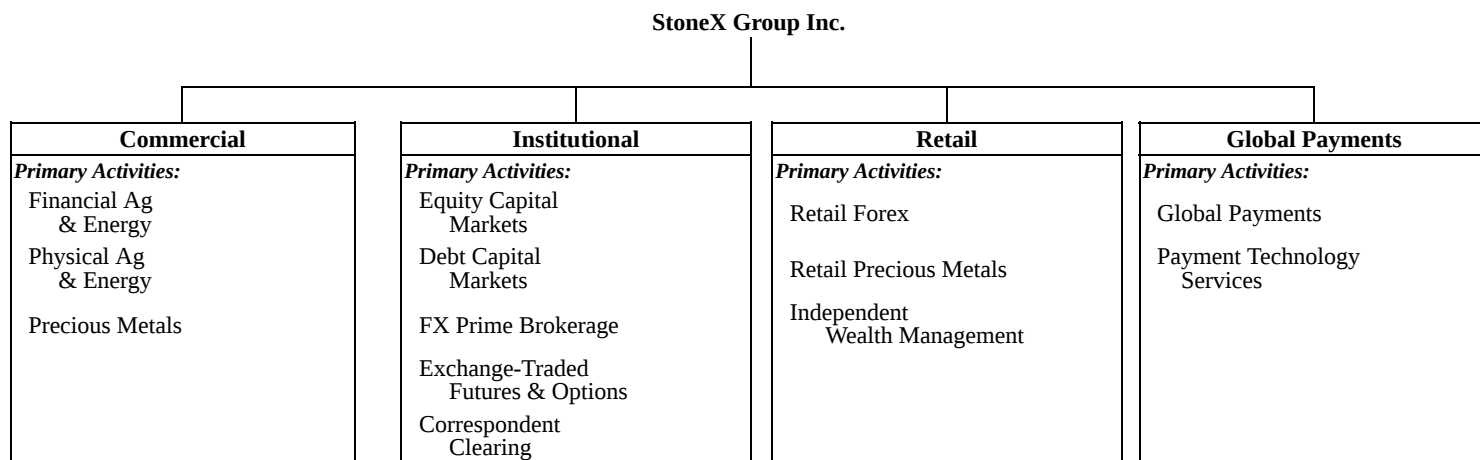 StoneX Group Inc.
Commercial
Primary Activities:
Financial Ag
& Energy
Physical Ag
& Energy
Precious Metals
Institutional
Primary Activities:
Equity Capital
Markets
Debt Capital
Markets
FX Prime Brokerage
Exchange-Traded
Futures & Options
Correspondent
Clearing
Retail
Primary Activities:
Retail Forex
Retail Precious Metals
Independent
Wealth Management
Global Payments
Primary Activities:
Global Payments
Payment Technology
Services